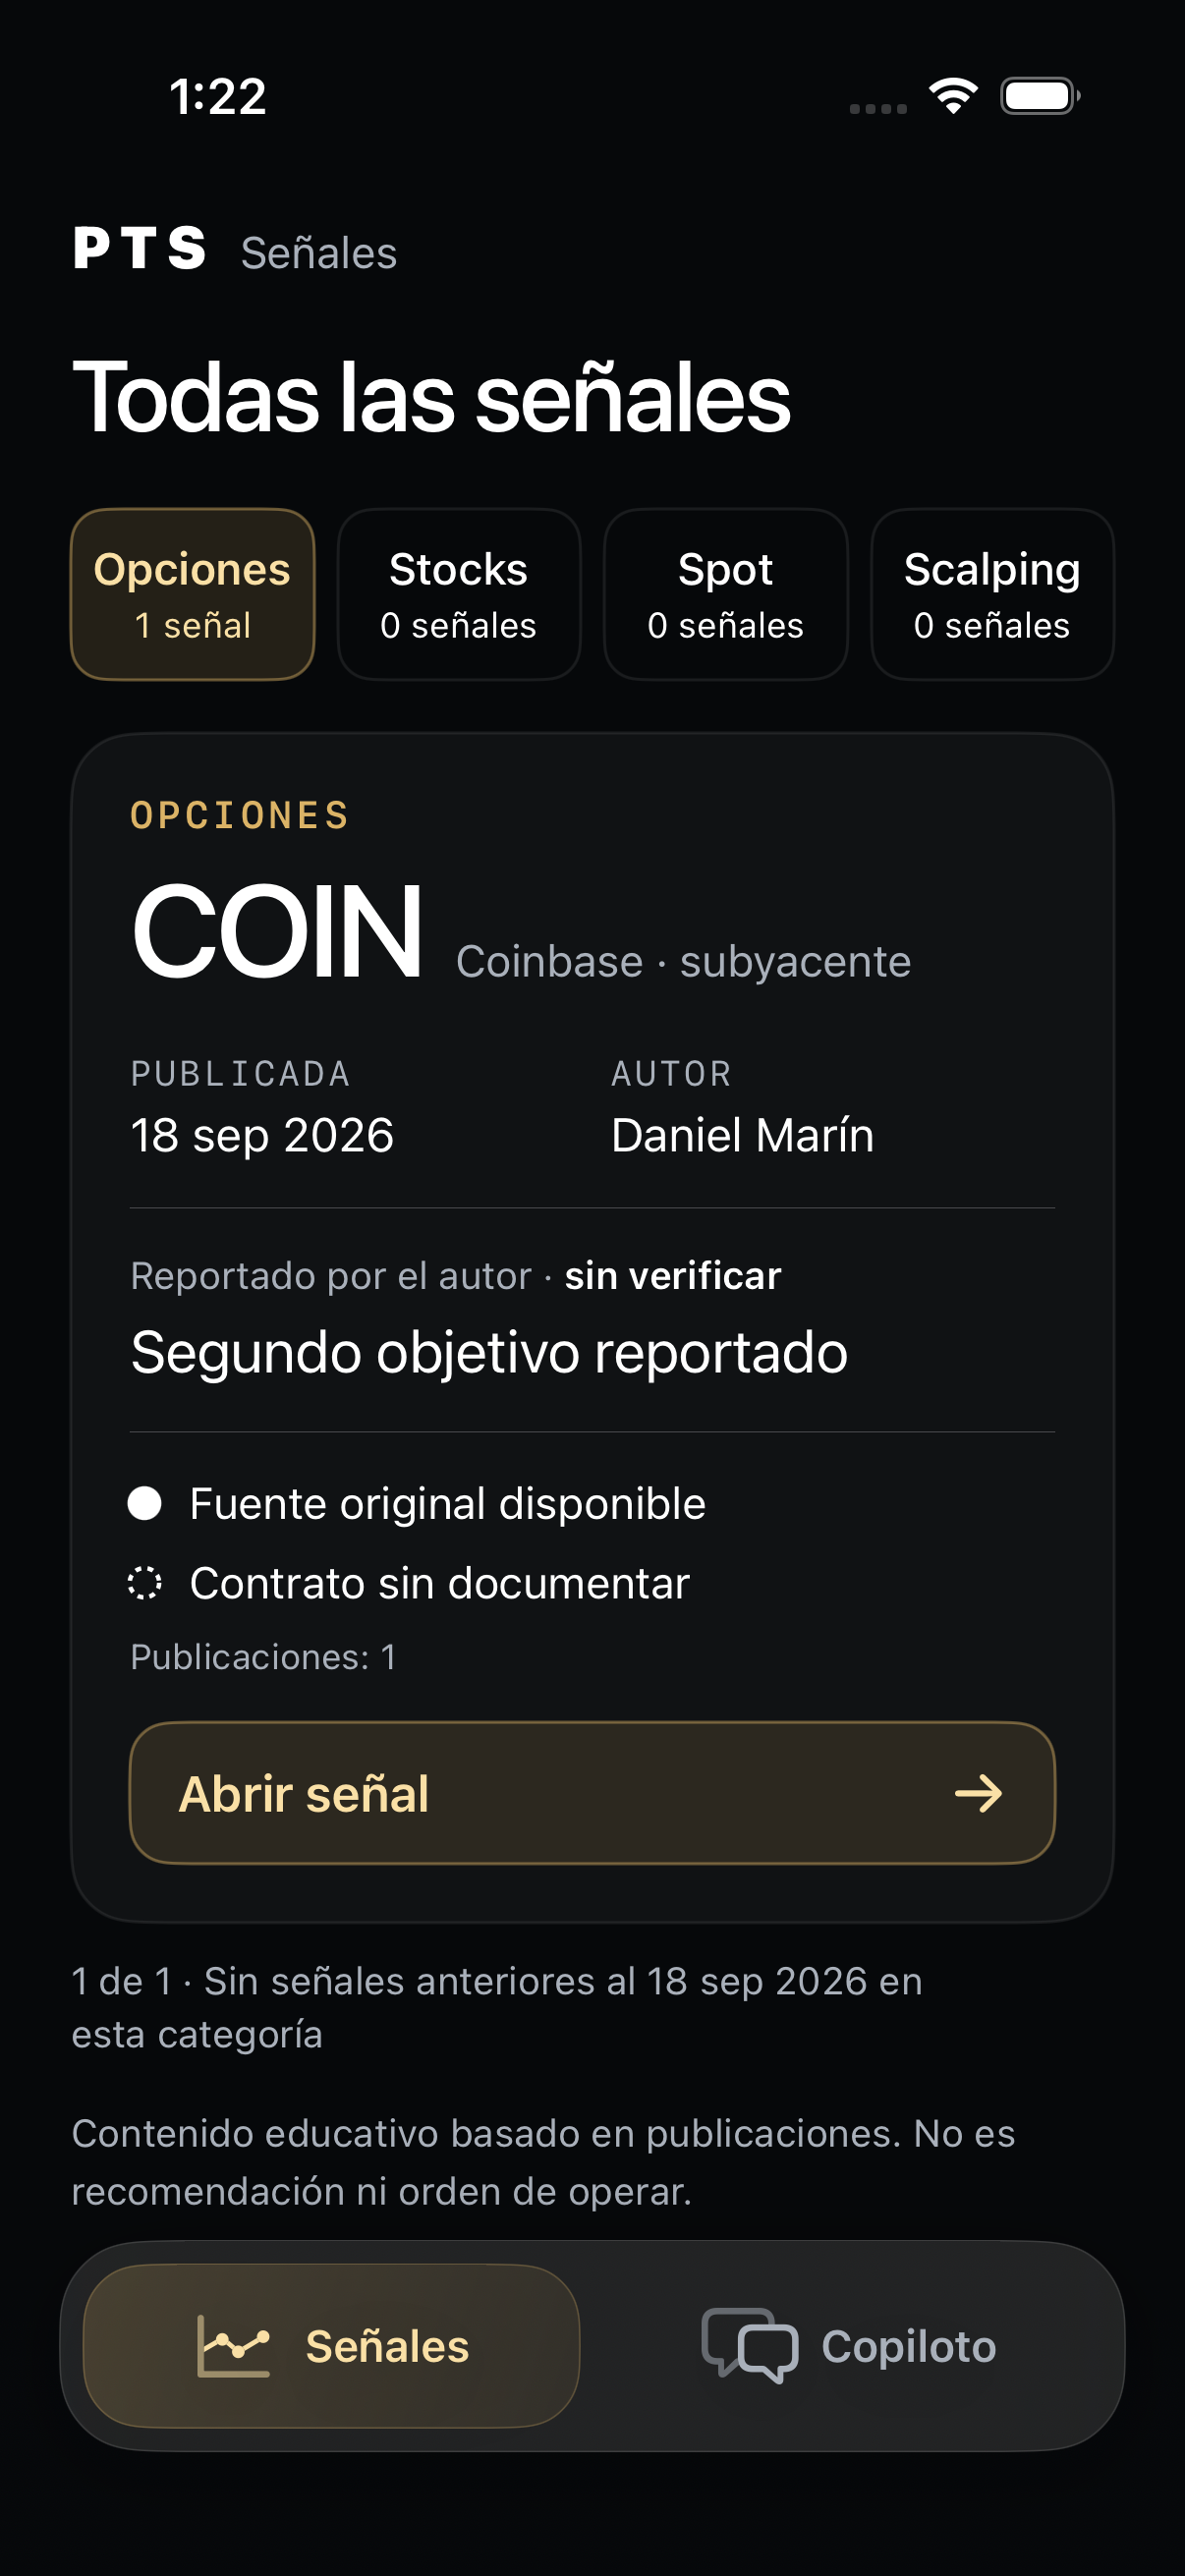 1:22
PTS Señales
Todas las señales
Opciones Stocks Spot Scalping
1 señal 0 señales 0 señales 0 señales
OPCIONES
COIN Coinbase · subyacente
PUBLICADA AUTOR
18 sep 2026 Daniel Marín
Reportado por el autor · sin verificar
Segundo objetivo reportado
Fuente original disponible
Contrato sin documentar
Publicaciones: 1
Abrir señal →
1 de 1 · Sin señales anteriores al 18 sep 2026 en
esta categoría
Contenido educativo basado en publicaciones. No es
recomendación ni orden de operar.
Señales Copiloto